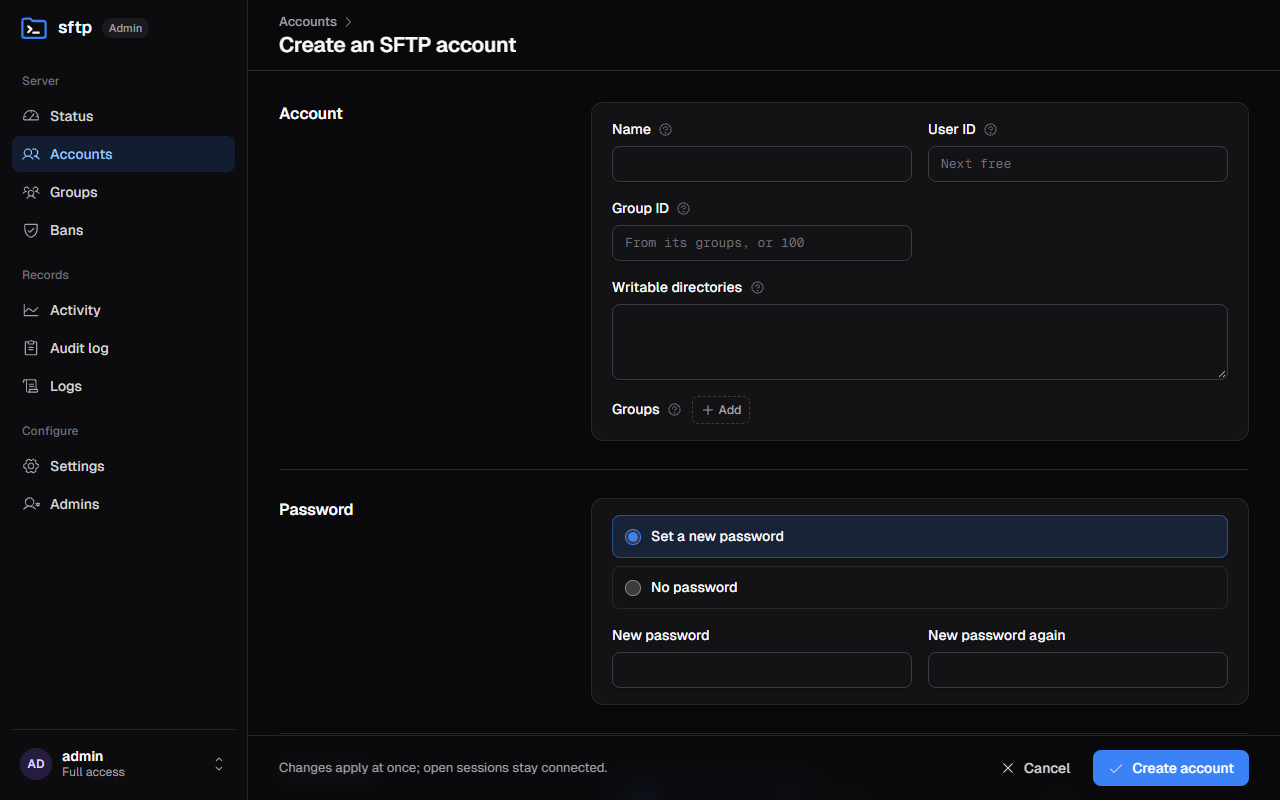 sftp Admin
Server
Status
Accounts
Groups
Bans
Records
Activity
Audit log
Logs
Configure
Settings
Admins
AD
admin
Full access
Accounts
Create an SFTP account
Account
Name
User ID
Next free
Group ID
From its groups, or 100
Writable directories
Groups
Add
Password
Set a new password
No password
New password
New password again
Changes apply at once; open sessions stay connected.
Cancel
Create account